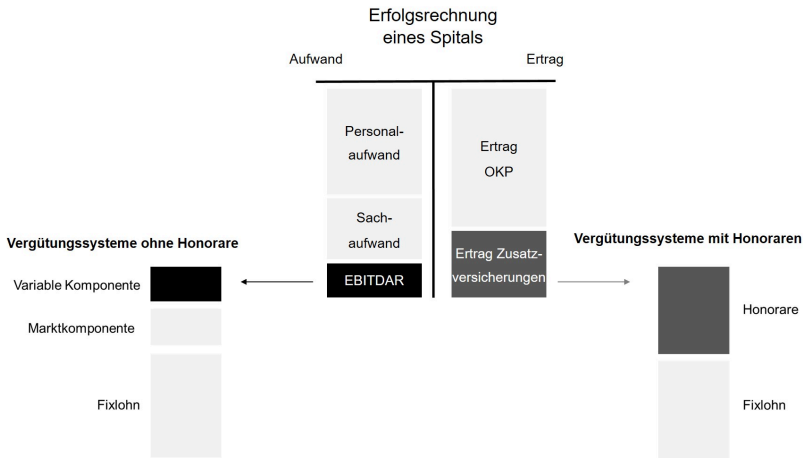 Erfolgsrechnung
eines Spitals
Aufwand
Ertrag
Personal-
aufwand
Ertrag
OKP
Sach-
aufwand
Ertrag Zusatz-
versicherungen
EBITDAR
Vergütungssysteme ohne Honorare
Variable Komponente
Marktkomponente
Fixlohn
Vergütungssysteme mit Honoraren
Honorare
Fixlohn